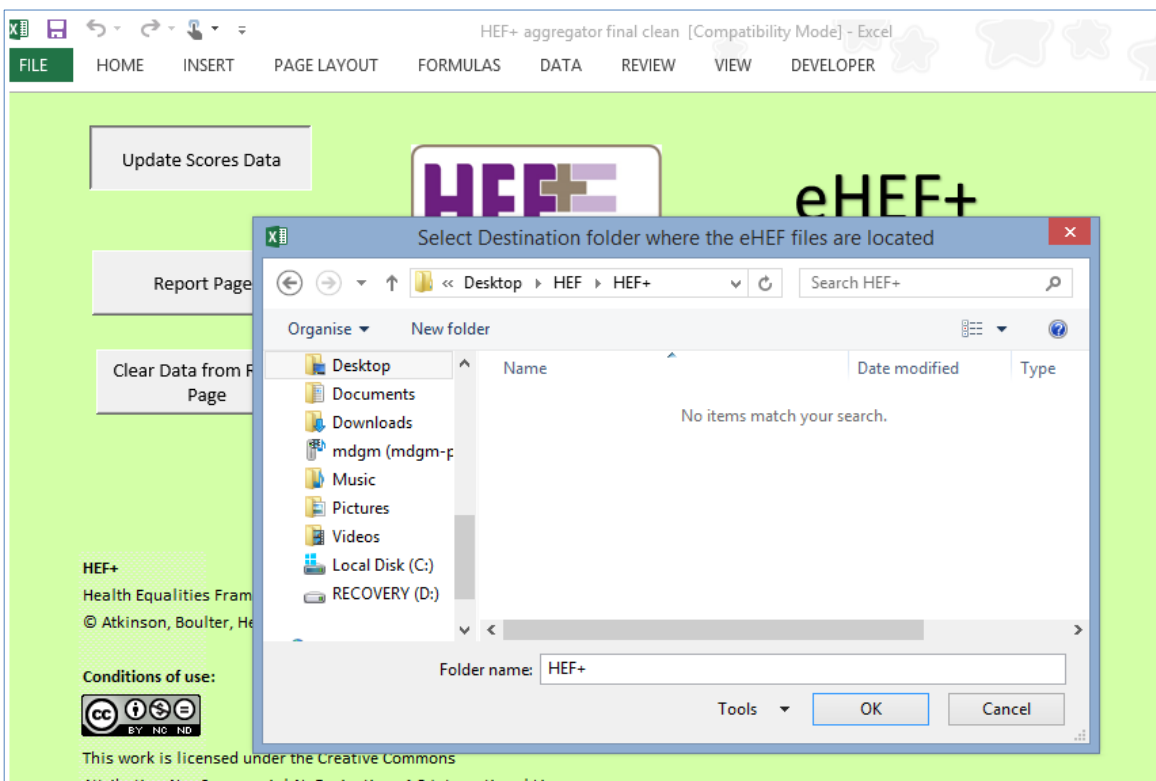 HEF+ aggregator final clean [Compatibility Mode] - Excel
FILE HOME INSERT PAGE LAYOUT FORMULAS DATA REVIEW VIEW DEVELOPER
Update Scores Data
HEF
eHEF+
Select Destination folder where the eHEF files are located
Report Page
« Desktop HEF HEF+
Search HEF+
Organise
New folder
Clear Data from R
Page
Desktop
Documents
Downloads
mdgm (mdgm-p
Music
Pictures
Videos
Local Disk (C:)
RECOVERY (D:)
Name Date modified Type
No items match your search.
HEF+
Health Equalities Fram
© Atkinson, Boulter, He
Folder name: HEF+
Tools OK Cancel
Conditions of use:
cc
BY NC ND
This work is licensed under the Creative Commons